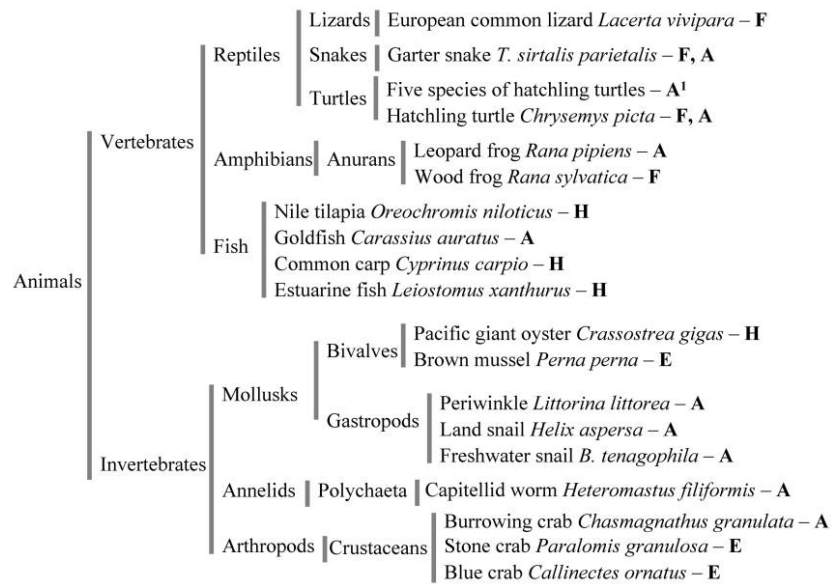 Lizards European common lizard Lacerta vivipara – F
Reptiles Snakes Garter snake T. sirtalis parietalis – F, A
Turtles Five species of hatchling turtles – A¹
Hatchling turtle Chrysemys picta – F, A
Vertebrates
Amphibians Anurans Leopard frog Rana pipiens – A
Wood frog Rana sylvatica – F
Nile tilapia Oreochromis niloticus – H
Fish Goldfish Carassius auratus – A
Common carp Cyprinus carpio – H
Animals
Estuarine fish Leiostomus xanthurus – H
Bivalves Pacific giant oyster Crassostrea gigas – H
Brown mussel Perna perna – E
Mollusks
Gastropods Periwinkle Littorina littorea – A
Land snail Helix aspersa – A
Invertebrates Freshwater snail B. tenagophila – A
Annelids Polychaeta Capitellid worm Heteromastus filiformis – A
Burrowing crab Chasmagnathus granulata – A
Arthropods Crustaceans Stone crab Paralomis granulosa – E
Blue crab Callinectes ornatus – E